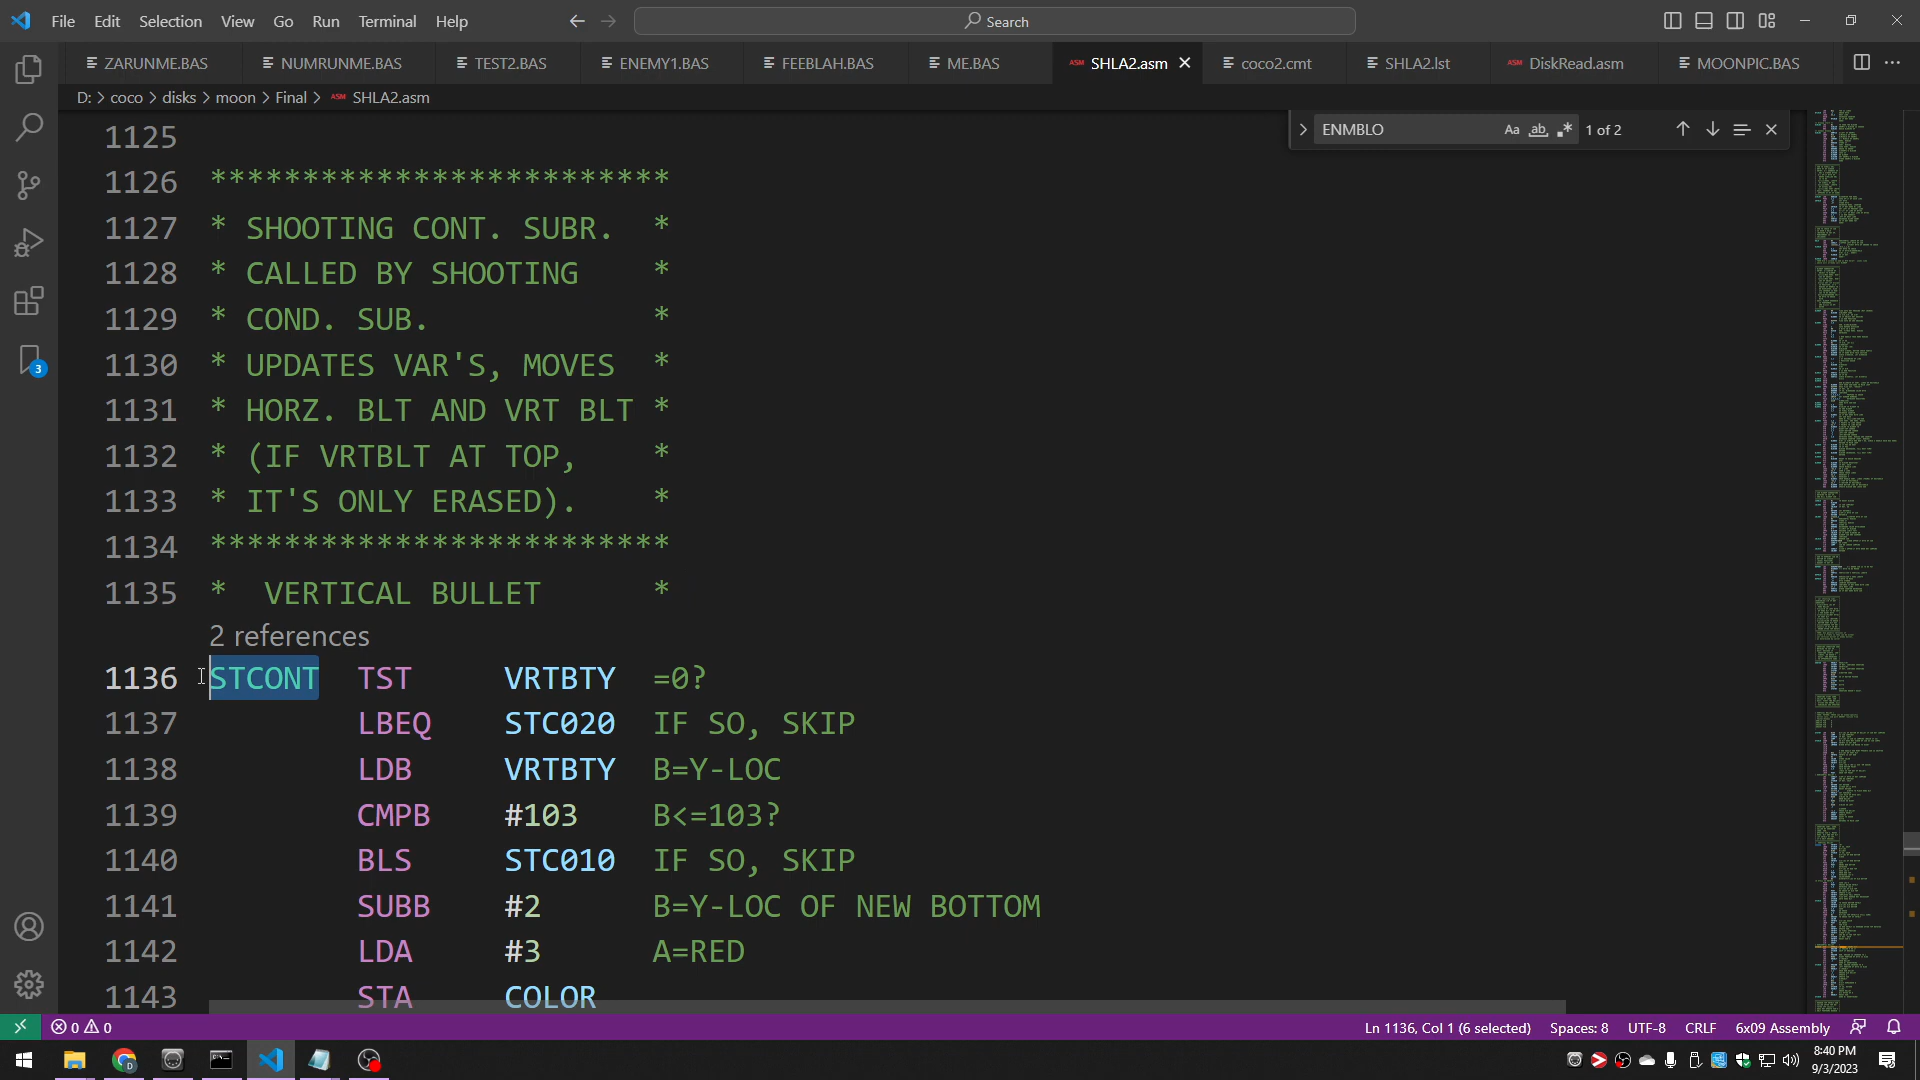 File Edit Selection View Go Run Terminal Help
Search
ZARUNME.BAS NUMRUNME.BAS TEST2.BAS ENEMY1.BAS FEEBLAH.BAS ME.BAS ASM SHLA2.asm coco2.cmt SHLA2.lst ASM DiskRead.asm MOONPIC.BAS
D: > coco > disks > moon > Final > ASM SHLA2.asm
> ENMBLO Aa ab .* 1 of 2
1125
1126 *************************
1127 * SHOOTING CONT. SUBR. *
1128 * CALLED BY SHOOTING *
1129 * COND. SUB. *
1130 * UPDATES VAR'S, MOVES *
1131 * HORZ. BLT AND VRT BLT *
1132 * (IF VRTBLT AT TOP, *
1133 * IT'S ONLY ERASED). *
1134 *************************
1135 * VERTICAL BULLET *
2 references
1136 STCONT TST VRTBTY =0?
1137 LBEQ STC020 IF SO, SKIP
1138 LDB VRTBTY B=Y-LOC
1139 CMPB #103 B<=103?
1140 BLS STC010 IF SO, SKIP
1141 SUBB #2 B=Y-LOC OF NEW BOTTOM
1142 LDA #3 A=RED
1143 STA COLOR
3
0 0 Ln 1136, Col 1 (6 selected) Spaces: 8 UTF-8 CRLF 6x09 Assembly
8:40 PM
9/3/2023